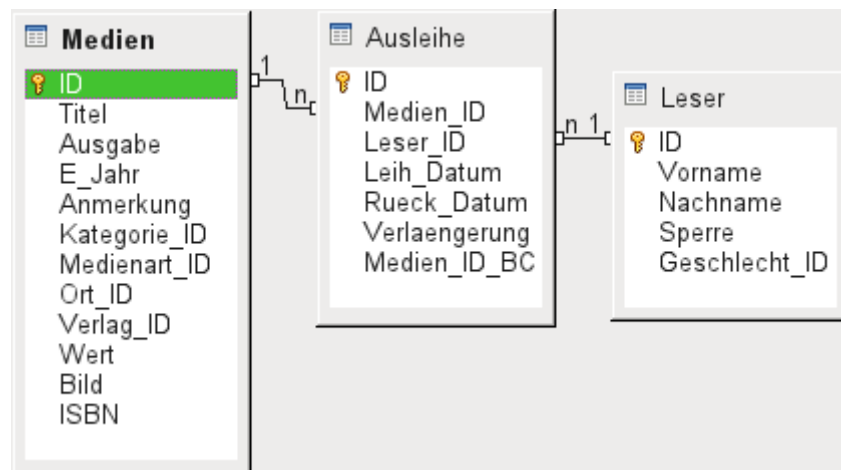 Medien
ID
Titel
Ausgabe
E_Jahr
Anmerkung
Kategorie_ID
Medienart_ID
Ort_ID
Verlag_ID
Wert
Bild
ISBN
1
n
Ausleihe
ID
Medien_ID
Leser_ID
Leih_Datum
Rueck_Datum
Verlaengerung
Medien_ID_BC
n 1
Leser
ID
Vorname
Nachname
Sperre
Geschlecht_ID